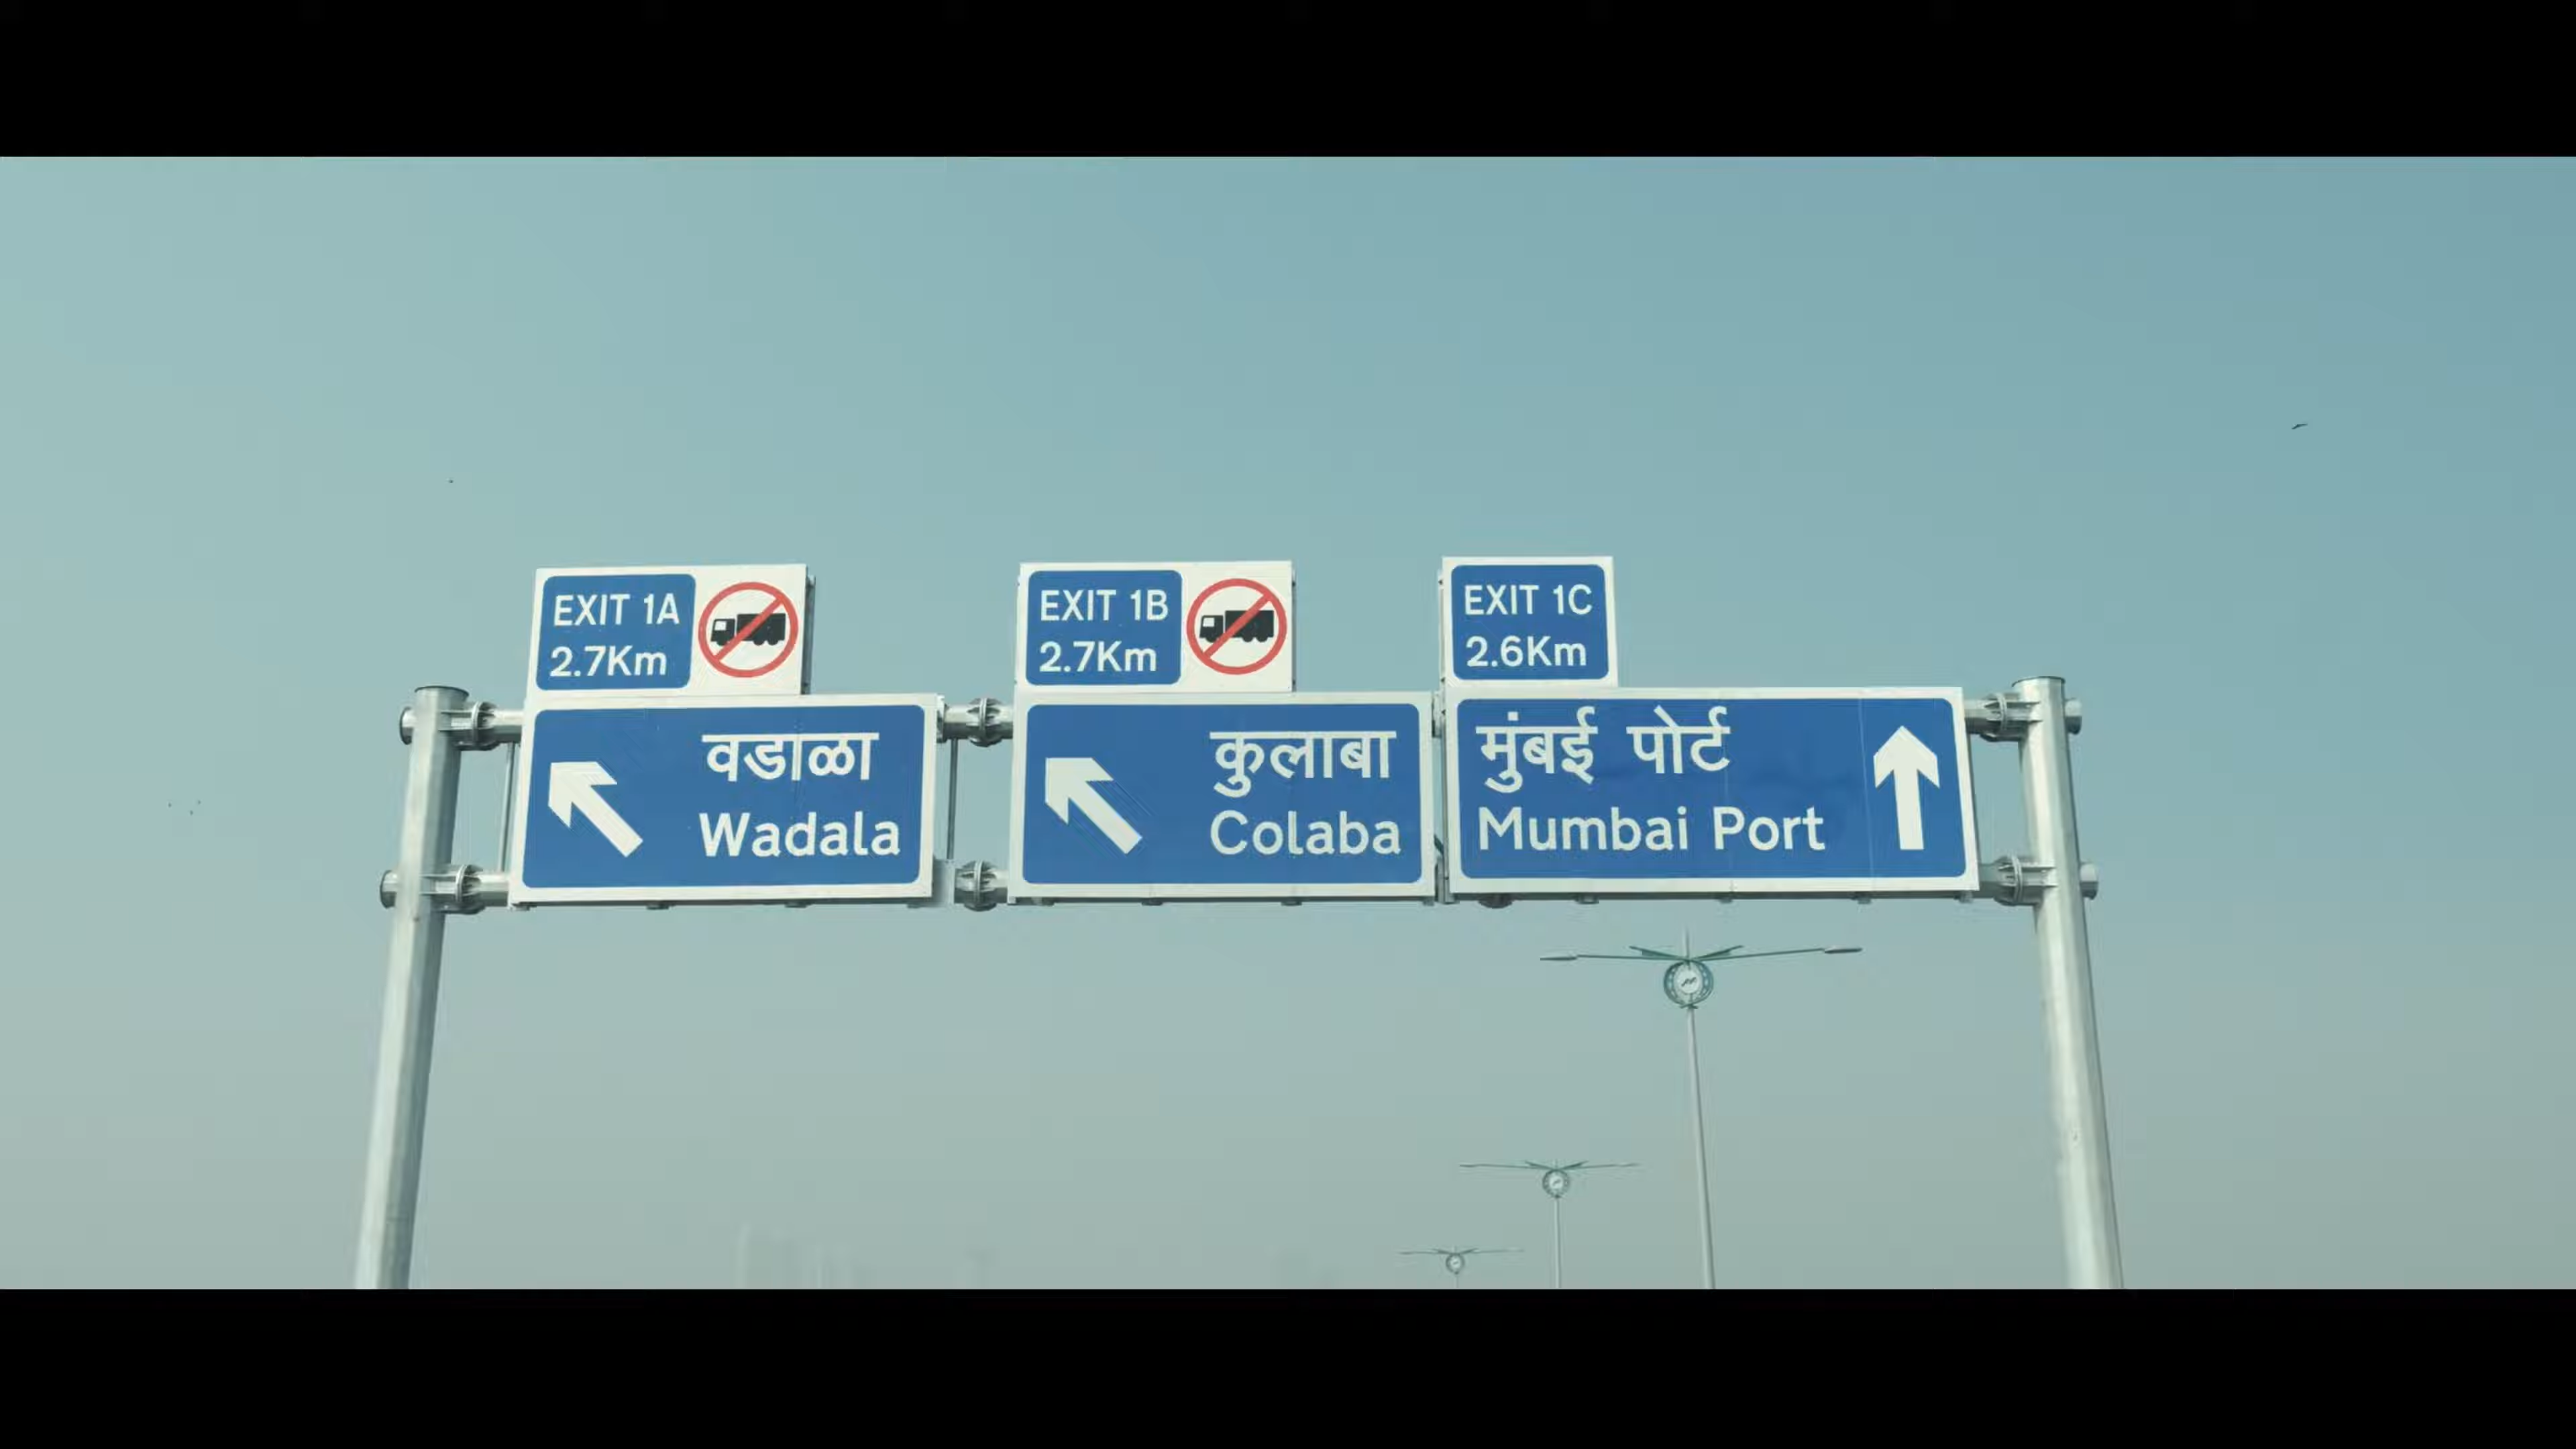 EXIT 1A
2.7Km
वडाळा
Wadala
EXIT 1B
2.7Km
कुलाबा
Colaba
EXIT 1C
2.6Km
मुंबई पोर्ट
Mumbai Port